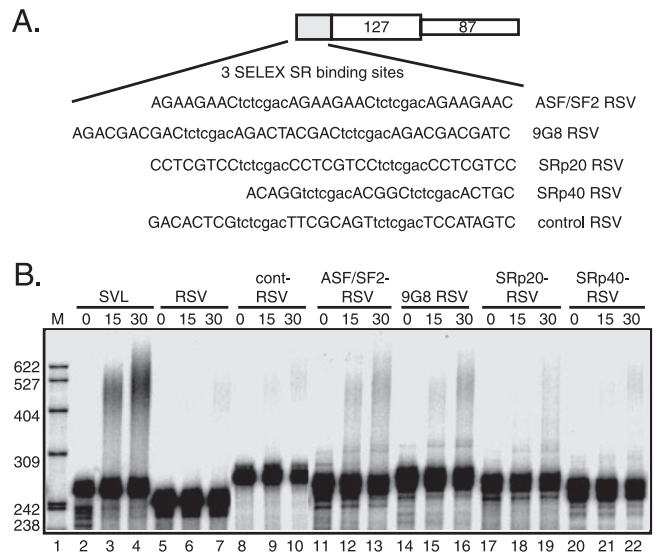 A.
127 87
3 SELEX SR binding sites
AGAAGAACtctcgacAGAAGAACtctcgacAGAAGAAC ASF/SF2 RSV
AGACGACGACtctcgacAGACTACGACtctcgacAGACGACGATC 9G8 RSV
CCTCGTCCtctcgacCCTCGTCCtctcgacCCTCGTCC SRp20 RSV
ACAGGtctcgacACGGCtctcgacACTGC SRp40 RSV
GACACTCGtctcgacTTCGCAGTtctcgacTCCATAGTC control RSV
B.
SVL RSV cont-RSV ASF/SF2-RSV 9G8 RSV SRp20-RSV SRp40-RSV
M 0 15 30 0 15 30 0 15 30 0 15 30 0 15 30 0 15 30 0 15 30
622
527
404
309
242
238
1 2 3 4 5 6 7 8 9 10 11 12 13 14 15 16 17 18 19 20 21 22